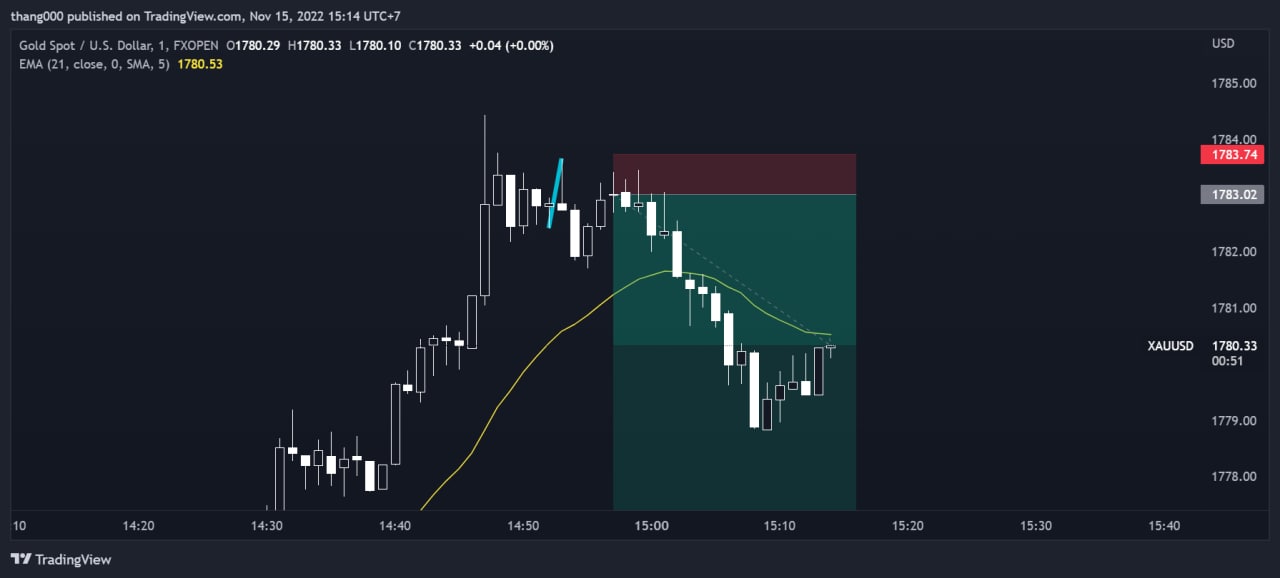 thang000 published on TradingView.com, Nov 15, 2022 15:14 UTC+7
Gold Spot / U.S. Dollar, 1, FXOPEN O1780.29 H1780.33 L1780.10 C1780.33 +0.04 (+0.00%)
USD
EMA (21, close, 0, SMA, 5) 1780.53
1785.00
1784.00
1783.74
1783.02
1782.00
1781.00
XAUUSD 1780.33
00:51
1779.00
1778.00
:10 14:20 14:30 14:40 14:50 15:00 15:10 15:20 15:30 15:40
TradingView